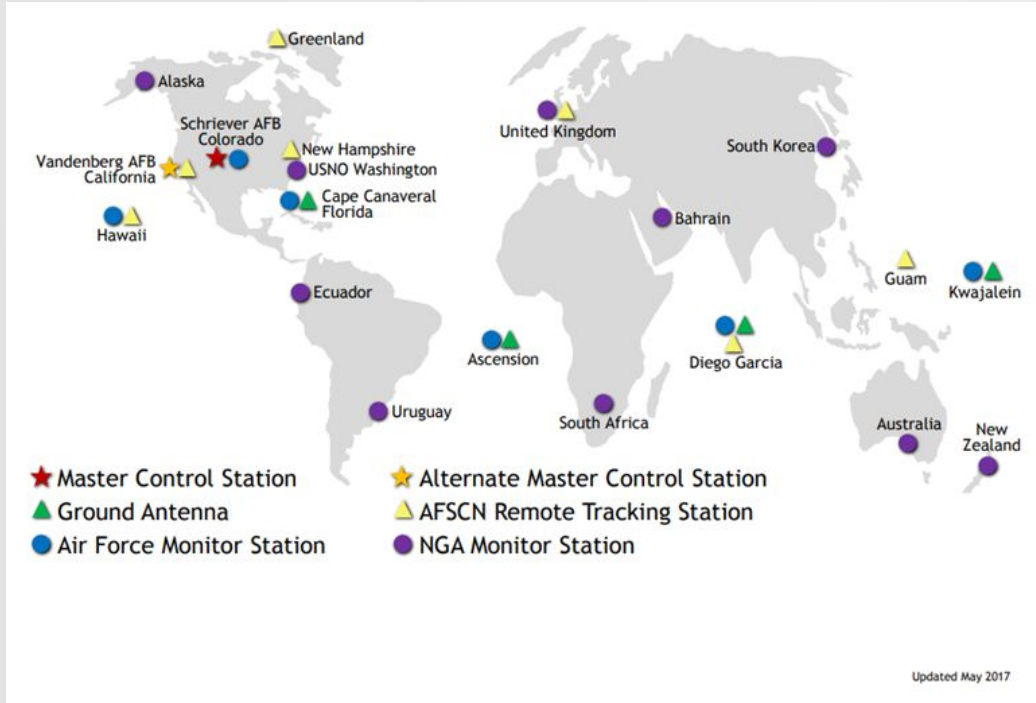 Greenland
Alaska
Schriever AFB
Colorado
Vandenberg AFB
California
New Hampshire
USNO Washington
Cape Canaveral
Florida
Hawaii
United Kingdom
South Korea
Bahrain
Guam
Kwajalein
Ecuador
Ascension
Diego Garcia
Uruguay
South Africa
Australia
New
Zealand
Master Control Station
Alternate Master Control Station
Ground Antenna
AFSCN Remote Tracking Station
Air Force Monitor Station
NGA Monitor Station
Updated May 2017